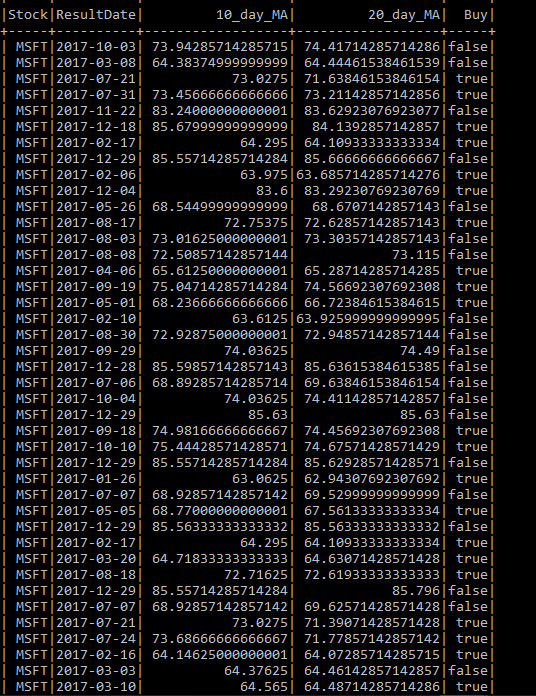 |Stock|ResultDate|         10_day_MA|         20_day_MA|  Buy|
+-----+----------+------------------+------------------+-----+
| MSFT|2017-10-03| 73.94285714285715| 74.41714285714286|false|
| MSFT|2017-03-08| 64.38374999999999| 64.44461538461539|false|
| MSFT|2017-07-21|           73.0275| 71.63846153846154| true|
| MSFT|2017-07-31| 73.45666666666666| 73.21142857142856| true|
| MSFT|2017-11-22| 83.24000000000001| 83.62923076923077|false|
| MSFT|2017-12-18| 85.67999999999999|  84.1392857142857| true|
| MSFT|2017-02-17|            64.295| 64.10933333333334| true|
| MSFT|2017-12-29| 85.55714285714284| 85.66666666666667|false|
| MSFT|2017-02-06|            63.975|63.685714285714276| true|
| MSFT|2017-12-04|              83.6| 83.29230769230769| true|
| MSFT|2017-05-26| 68.54499999999999|  68.6707142857143|false|
| MSFT|2017-08-17|          72.75375| 72.62857142857143| true|
| MSFT|2017-08-03| 73.01625000000001| 73.30357142857143|false|
| MSFT|2017-08-08| 72.50857142857144|            73.115|false|
| MSFT|2017-04-06| 65.61250000000001| 65.28714285714285| true|
| MSFT|2017-09-19| 75.04714285714284| 74.56692307692308| true|
| MSFT|2017-05-01| 68.23666666666666| 66.72384615384615| true|
| MSFT|2017-02-10|           63.6125|63.925999999999995|false|
| MSFT|2017-08-30| 72.92875000000001| 72.94857142857144|false|
| MSFT|2017-09-29|          74.03625|             74.49|false|
| MSFT|2017-12-28| 85.59857142857143| 85.63615384615385|false|
| MSFT|2017-07-06| 68.89285714285714| 69.63846153846154|false|
| MSFT|2017-10-04|          74.03625| 74.41142857142857|false|
| MSFT|2017-12-29|             85.63|             85.63|false|
| MSFT|2017-09-18| 74.98166666666667| 74.45692307692308| true|
| MSFT|2017-10-10| 75.44428571428571| 74.67571428571429| true|
| MSFT|2017-12-29| 85.55714285714284| 85.62928571428571|false|
| MSFT|2017-01-26|           63.0625| 62.94307692307692| true|
| MSFT|2017-07-07| 68.92857142857142| 69.52999999999999|false|
| MSFT|2017-05-05| 68.77000000000001| 67.56133333333334| true|
| MSFT|2017-12-29| 85.56333333333332| 85.56333333333332|false|
| MSFT|2017-02-17|            64.295| 64.10933333333334| true|
| MSFT|2017-03-20| 64.71833333333333| 64.63071428571428| true|
| MSFT|2017-08-18|          72.71625| 72.61933333333333| true|
| MSFT|2017-12-29| 85.55714285714284|            85.796|false|
| MSFT|2017-07-07| 68.92857142857142| 69.62571428571428|false|
| MSFT|2017-07-21|           73.0275| 71.39071428571428| true|
| MSFT|2017-07-24| 73.68666666666667| 71.77857142857142| true|
| MSFT|2017-02-16| 64.14625000000001| 64.07285714285715| true|
| MSFT|2017-03-03|          64.37625| 64.46142857142857|false|
| MSFT|2017-03-10|            64.565| 64.48714285714286| true|